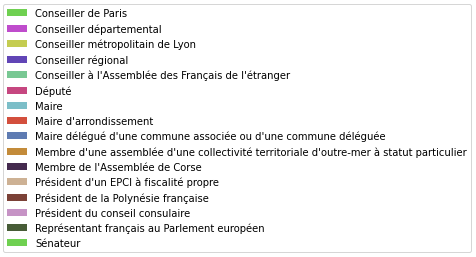 Conseiller de Paris
Conseiller départemental
Conseiller métropolitain de Lyon
Conseiller régional
Conseiller à l'Assemblée des Français de l'étranger
Député
Maire
Maire d'arrondissement
Maire délégué d'une commune associée ou d'une commune déléguée
Membre d'une assemblée d'une collectivité territoriale d'outre-mer à statut particulier
Membre de l'Assemblée de Corse
Président d'un EPCI à fiscalité propre
Président de la Polynésie française
Président du conseil consulaire
Représentant français au Parlement européen
Sénateur